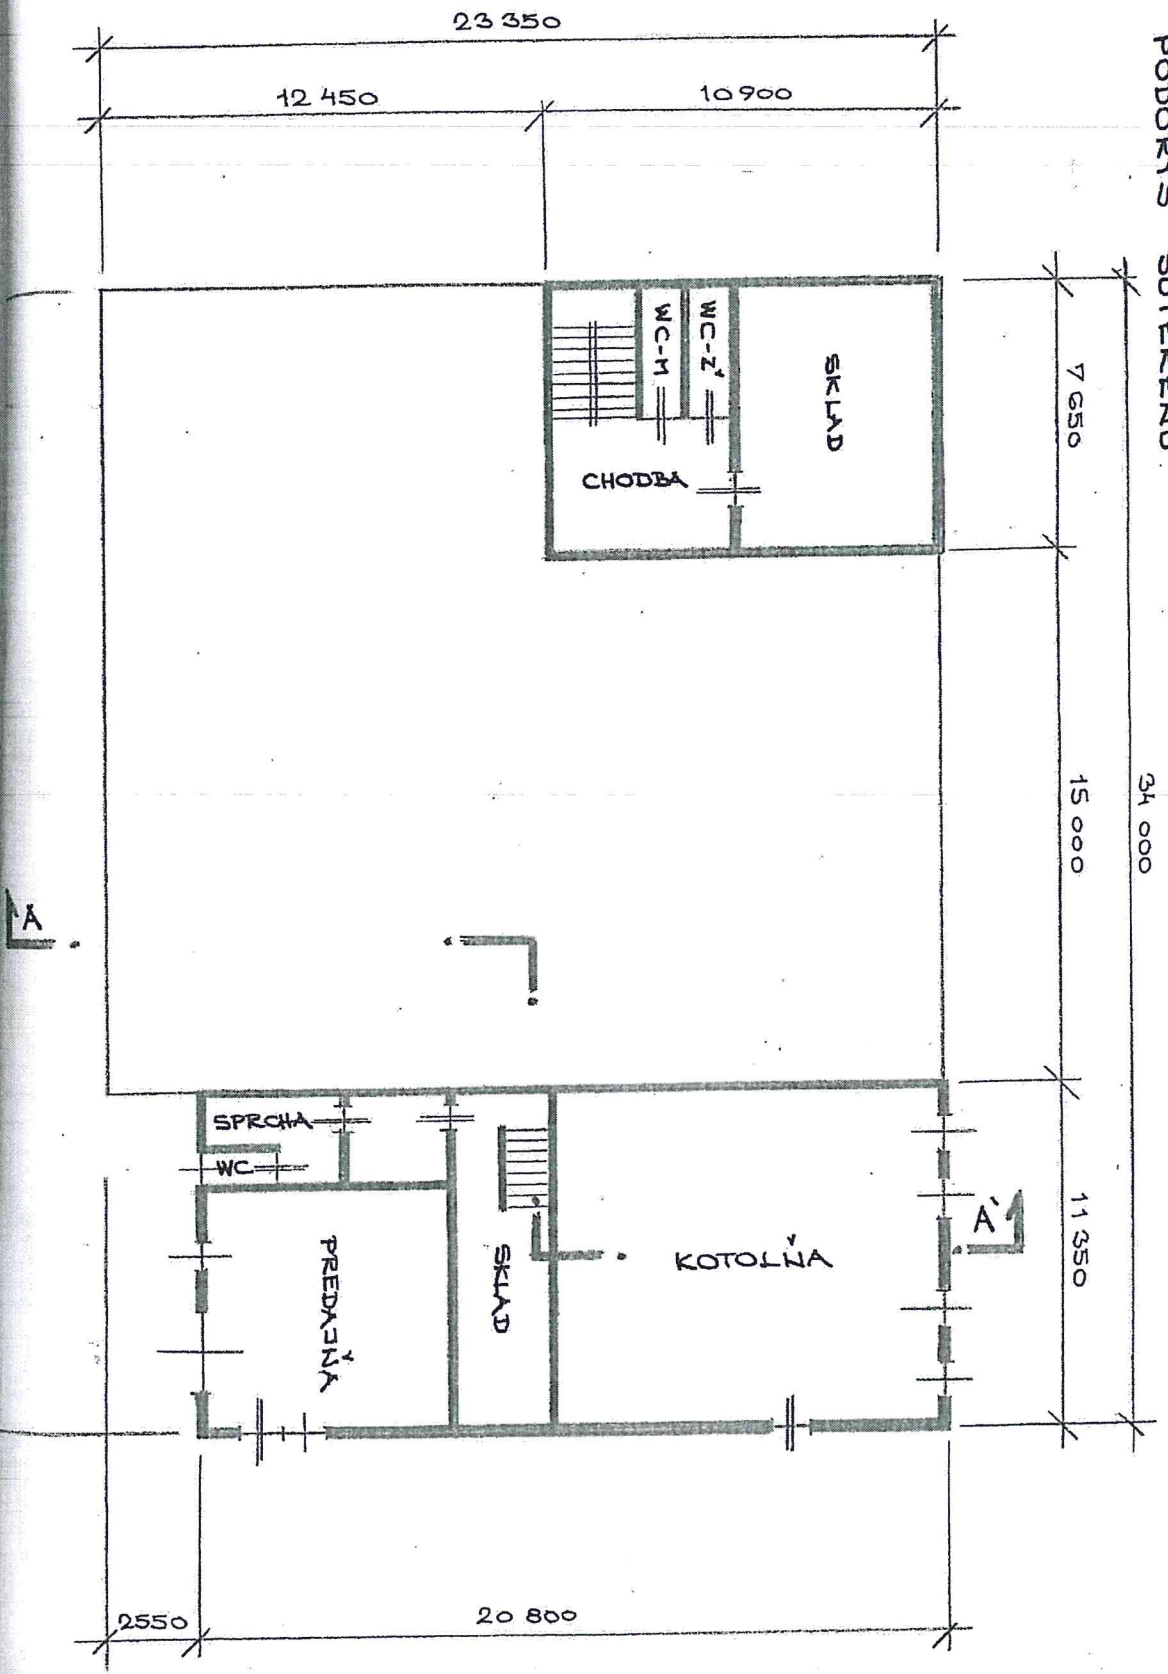 PÔDORYS SUTERÉNU
23 350
12 450
10 900
WC-M
WC-Ž
SKLAD
CHODBA
7 650
15 000
34 000
11 350
A
A'
SPRCHA
WC
PREDAJŇA
SKLAD
KOTOLŇA
2550
20 800